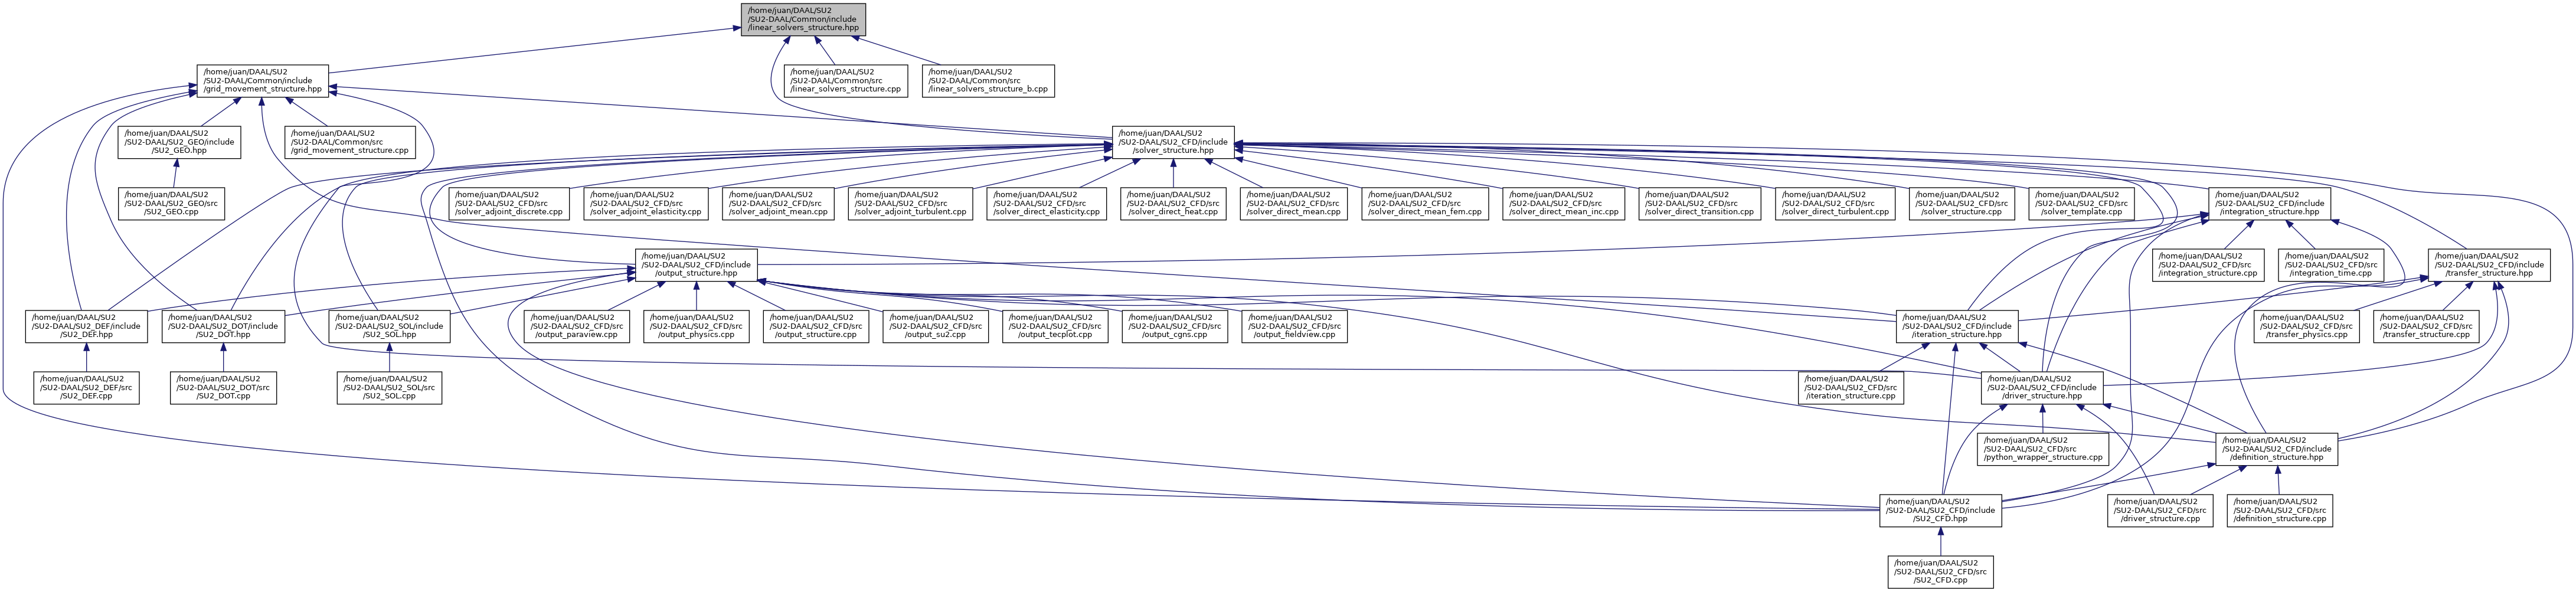 /home/juan/DAAL/SU2
/SU2-DAAL/Common/include
/linear_solvers_structure.hpp
/home/juan/DAAL/SU2
/SU2-DAAL/Common/include
/grid_movement_structure.hpp
/home/juan/DAAL/SU2
/SU2-DAAL/Common/src
/linear_solvers_structure.cpp
/home/juan/DAAL/SU2
/SU2-DAAL/Common/src
/linear_solvers_structure_b.cpp
/home/juan/DAAL/SU2
/SU2-DAAL/SU2_GEO/include
/SU2_GEO.hpp
/home/juan/DAAL/SU2
/SU2-DAAL/Common/src
/grid_movement_structure.cpp
/home/juan/DAAL/SU2
/SU2-DAAL/SU2_CFD/include
/solver_structure.hpp
/home/juan/DAAL/SU2
/SU2-DAAL/SU2_GEO/src
/SU2_GEO.cpp
/home/juan/DAAL/SU2
/SU2-DAAL/SU2_CFD/src
/solver_adjoint_discrete.cpp
/home/juan/DAAL/SU2
/SU2-DAAL/SU2_CFD/src
/solver_adjoint_elasticity.cpp
/home/juan/DAAL/SU2
/SU2-DAAL/SU2_CFD/src
/solver_adjoint_mean.cpp
/home/juan/DAAL/SU2
/SU2-DAAL/SU2_CFD/src
/solver_adjoint_turbulent.cpp
/home/juan/DAAL/SU2
/SU2-DAAL/SU2_CFD/src
/solver_direct_elasticity.cpp
/home/juan/DAAL/SU2
/SU2-DAAL/SU2_CFD/src
/solver_direct_heat.cpp
/home/juan/DAAL/SU2
/SU2-DAAL/SU2_CFD/src
/solver_direct_mean.cpp
/home/juan/DAAL/SU2
/SU2-DAAL/SU2_CFD/src
/solver_direct_mean_fem.cpp
/home/juan/DAAL/SU2
/SU2-DAAL/SU2_CFD/src
/solver_direct_mean_inc.cpp
/home/juan/DAAL/SU2
/SU2-DAAL/SU2_CFD/src
/solver_direct_transition.cpp
/home/juan/DAAL/SU2
/SU2-DAAL/SU2_CFD/src
/solver_direct_turbulent.cpp
/home/juan/DAAL/SU2
/SU2-DAAL/SU2_CFD/src
/solver_structure.cpp
/home/juan/DAAL/SU2
/SU2-DAAL/SU2_CFD/src
/solver_template.cpp
/home/juan/DAAL/SU2
/SU2-DAAL/SU2_CFD/include
/integration_structure.hpp
/home/juan/DAAL/SU2
/SU2-DAAL/SU2_CFD/include
/output_structure.hpp
/home/juan/DAAL/SU2
/SU2-DAAL/SU2_CFD/src
/integration_structure.cpp
/home/juan/DAAL/SU2
/SU2-DAAL/SU2_CFD/src
/integration_time.cpp
/home/juan/DAAL/SU2
/SU2-DAAL/SU2_CFD/include
/transfer_structure.hpp
/home/juan/DAAL/SU2
/SU2-DAAL/SU2_DEF/include
/SU2_DEF.hpp
/home/juan/DAAL/SU2
/SU2-DAAL/SU2_DOT/include
/SU2_DOT.hpp
/home/juan/DAAL/SU2
/SU2-DAAL/SU2_SOL/include
/SU2_SOL.hpp
/home/juan/DAAL/SU2
/SU2-DAAL/SU2_CFD/src
/output_paraview.cpp
/home/juan/DAAL/SU2
/SU2-DAAL/SU2_CFD/src
/output_physics.cpp
/home/juan/DAAL/SU2
/SU2-DAAL/SU2_CFD/src
/output_structure.cpp
/home/juan/DAAL/SU2
/SU2-DAAL/SU2_CFD/src
/output_su2.cpp
/home/juan/DAAL/SU2
/SU2-DAAL/SU2_CFD/src
/output_tecplot.cpp
/home/juan/DAAL/SU2
/SU2-DAAL/SU2_CFD/src
/output_cgns.cpp
/home/juan/DAAL/SU2
/SU2-DAAL/SU2_CFD/src
/output_fieldview.cpp
/home/juan/DAAL/SU2
/SU2-DAAL/SU2_CFD/include
/iteration_structure.hpp
/home/juan/DAAL/SU2
/SU2-DAAL/SU2_CFD/src
/transfer_physics.cpp
/home/juan/DAAL/SU2
/SU2-DAAL/SU2_CFD/src
/transfer_structure.cpp
/home/juan/DAAL/SU2
/SU2-DAAL/SU2_DEF/src
/SU2_DEF.cpp
/home/juan/DAAL/SU2
/SU2-DAAL/SU2_DOT/src
/SU2_DOT.cpp
/home/juan/DAAL/SU2
/SU2-DAAL/SU2_SOL/src
/SU2_SOL.cpp
/home/juan/DAAL/SU2
/SU2-DAAL/SU2_CFD/src
/iteration_structure.cpp
/home/juan/DAAL/SU2
/SU2-DAAL/SU2_CFD/include
/driver_structure.hpp
/home/juan/DAAL/SU2
/SU2-DAAL/SU2_CFD/src
/python_wrapper_structure.cpp
/home/juan/DAAL/SU2
/SU2-DAAL/SU2_CFD/include
/definition_structure.hpp
/home/juan/DAAL/SU2
/SU2-DAAL/SU2_CFD/include
/SU2_CFD.hpp
/home/juan/DAAL/SU2
/SU2-DAAL/SU2_CFD/src
/driver_structure.cpp
/home/juan/DAAL/SU2
/SU2-DAAL/SU2_CFD/src
/definition_structure.cpp
/home/juan/DAAL/SU2
/SU2-DAAL/SU2_CFD/src
/SU2_CFD.cpp